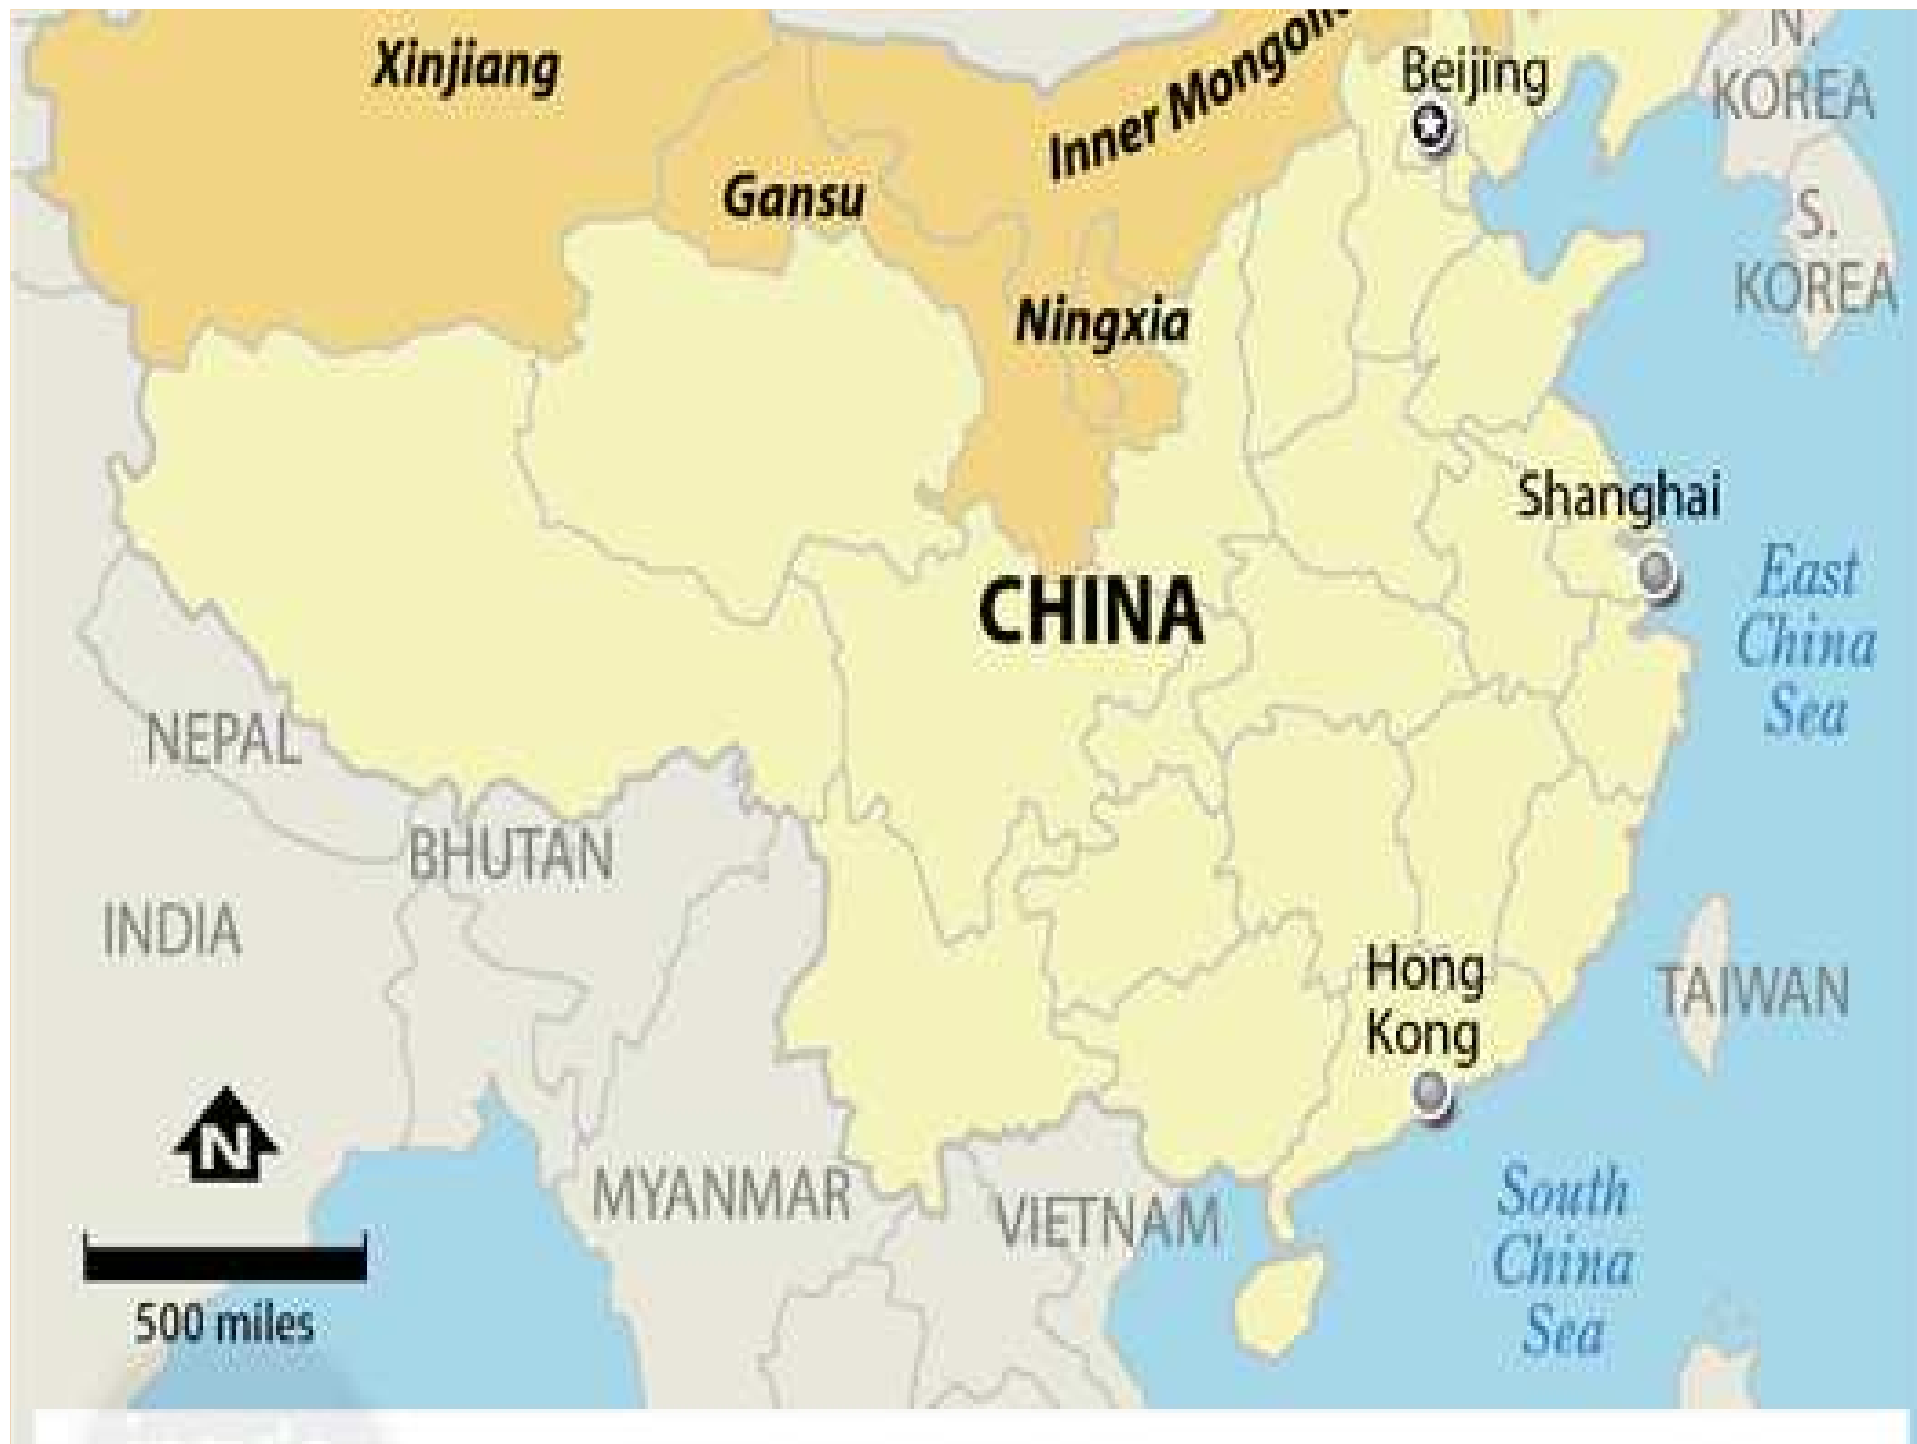 Xinjiang
Inner Mongol
Beijing
N.
KOREA
Gansu
S.
KOREA
Ningxia
Shanghai
CHINA
East
China
Sea
NEPAL
BHUTAN
INDIA
Hong
Kong
TAIWAN
N
MYANMAR
VIETNAM
South
China
Sea
500 miles